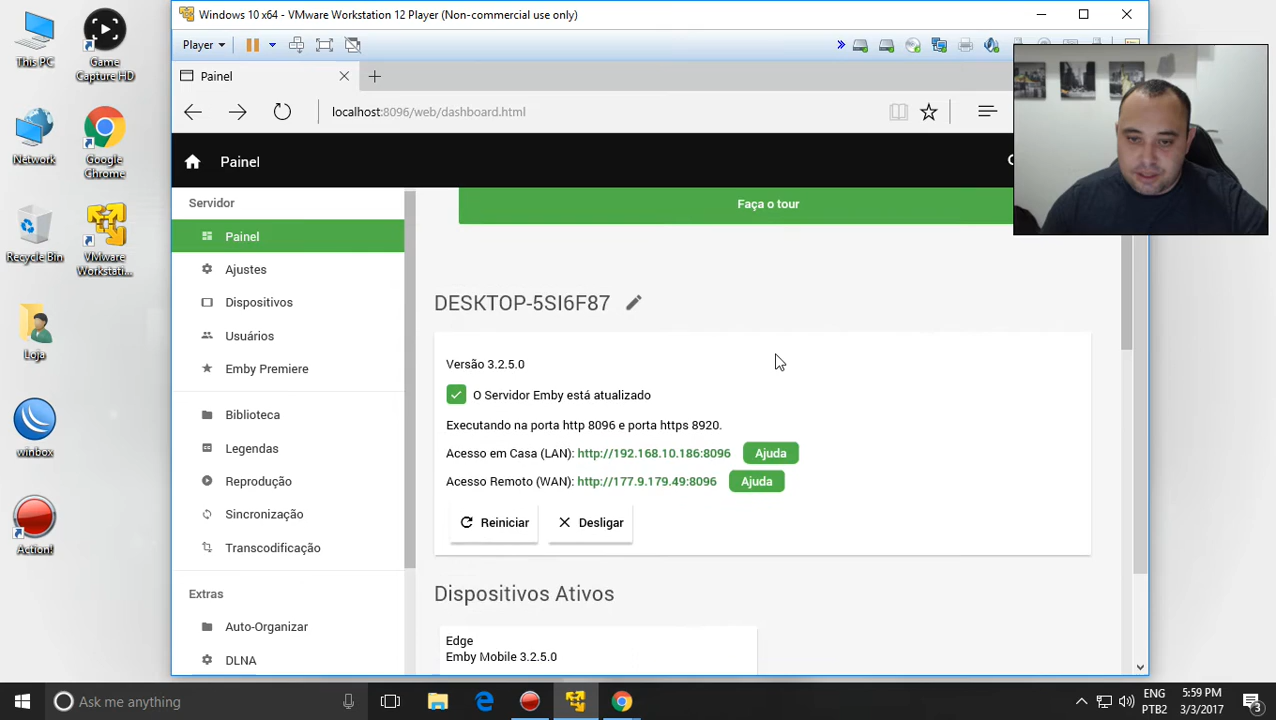 This PC
Game
Capture HD
Network
Google
Chrome
Recycle Bin
VMware
Workstati...
Loja
winbox
Action!
Windows 10 x64 - VMware Workstation 12 Player (Non-commercial use only)
Player
Painel
localhost:8096/web/dashboard.html
Painel
Servidor
Painel
Ajustes
Dispositivos
Usuários
Emby Premiere
Biblioteca
Legendas
Reprodução
Sincronização
Transcodificação
Extras
Auto-Organizar
DLNA
Faça o tour
DESKTOP-5SI6F87
Versão 3.2.5.0
O Servidor Emby está atualizado
Executando na porta http 8096 e porta https 8920.
Acesso em Casa (LAN): http://192.168.10.186:8096 Ajuda
Acesso Remoto (WAN): http://177.9.179.49:8096 Ajuda
Reiniciar Desligar
Dispositivos Ativos
Edge
Emby Mobile 3.2.5.0
Ask me anything
ENG
PTB2
5:59 PM
3/3/2017
3